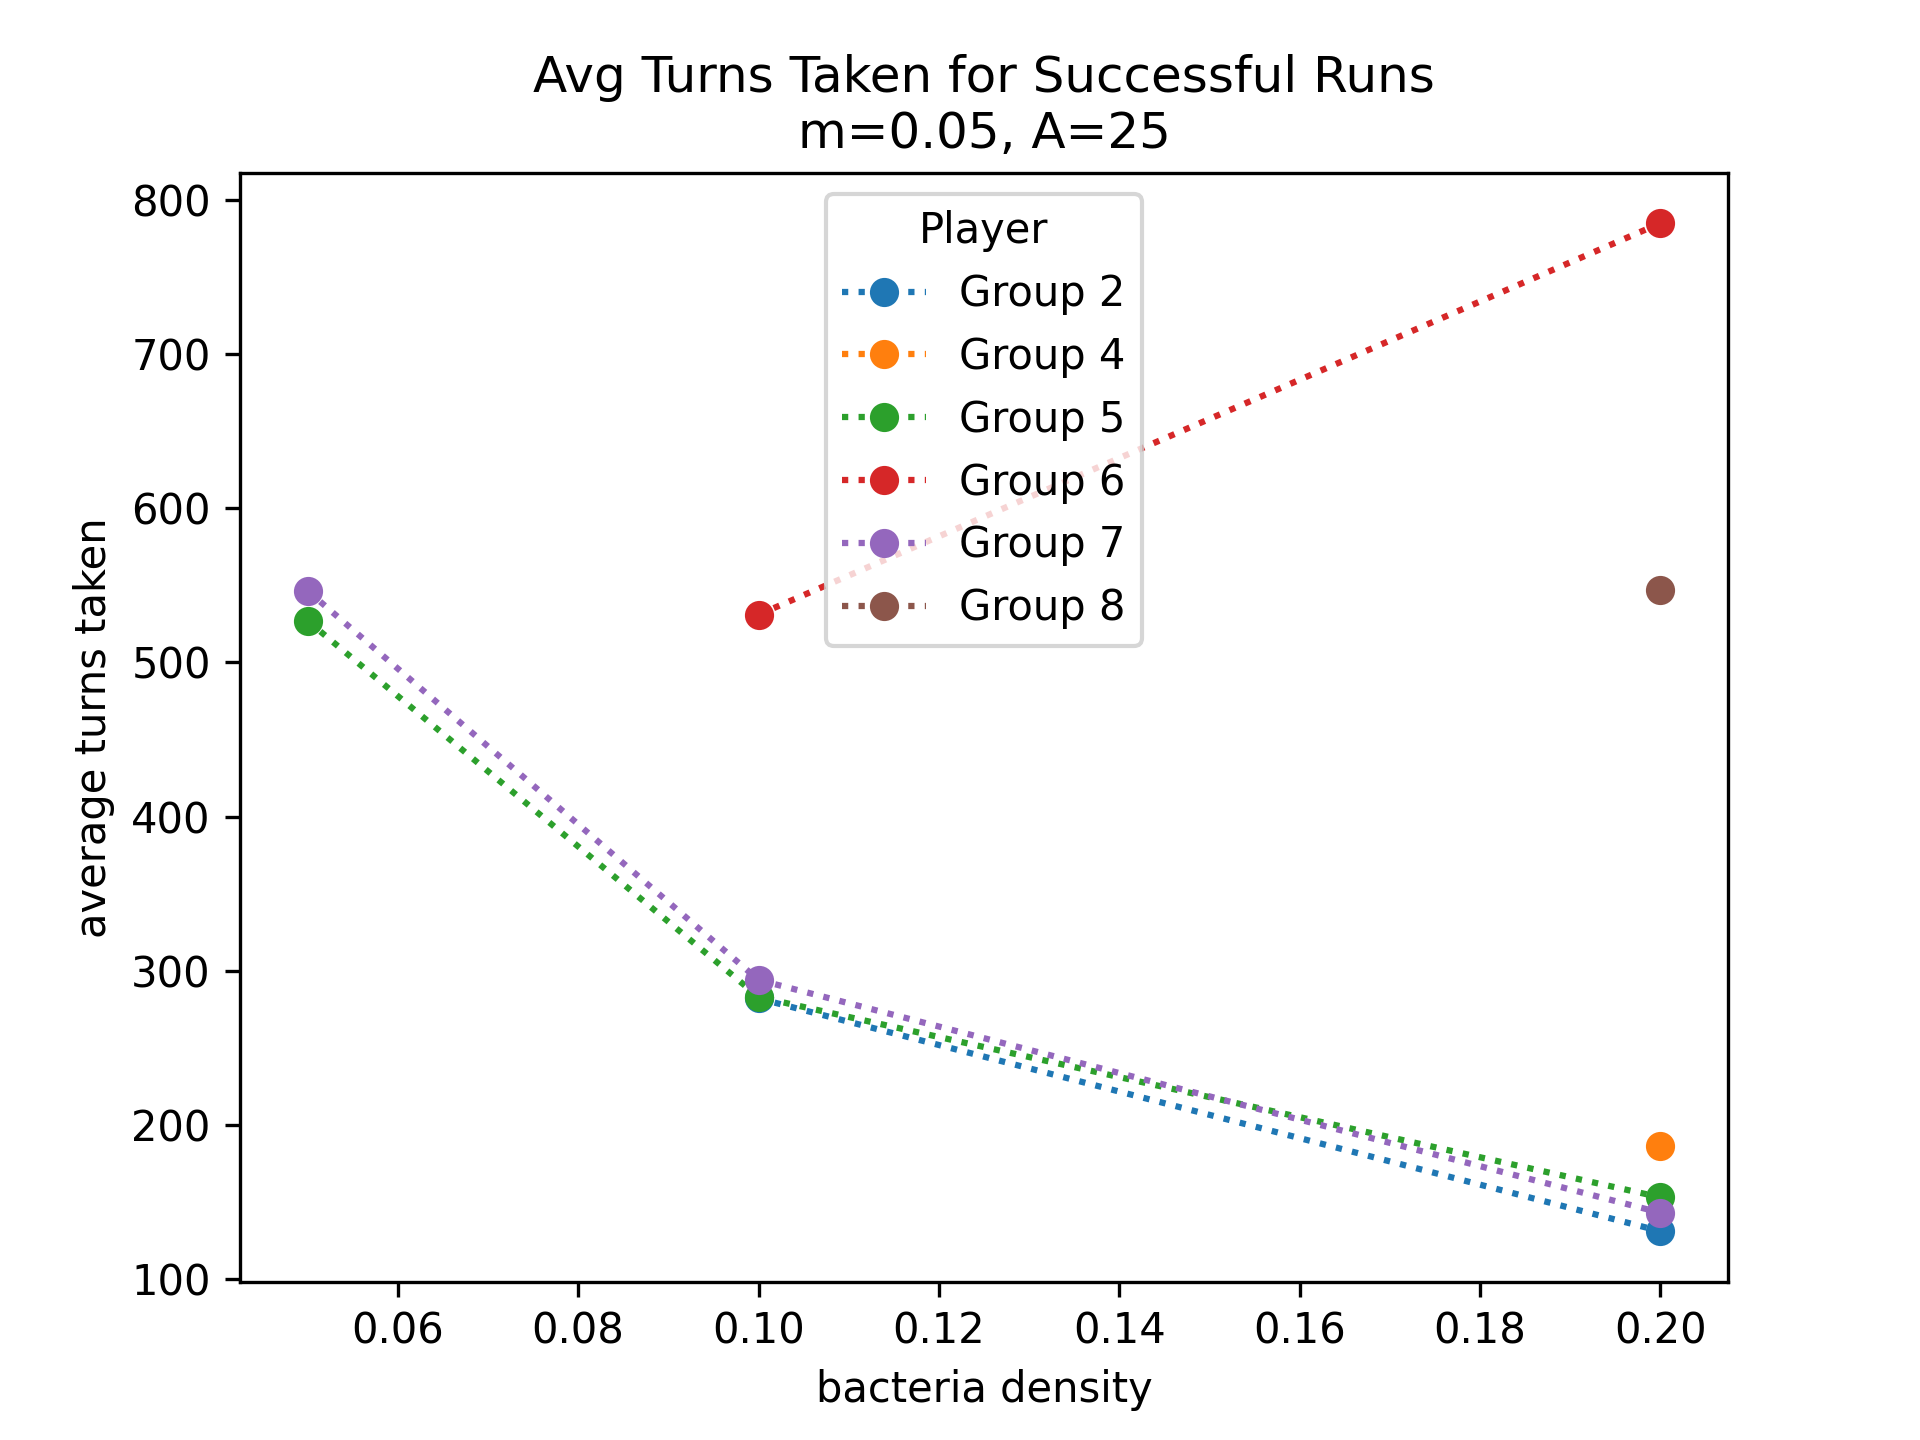 Avg Turns Taken for Successful Runs
m=0.05, A=25
Player
Group 2
Group 4
Group 5
Group 6
Group 7
Group 8
average turns taken
800
700
600
500
400
300
200
100
0.06 0.08 0.10 0.12 0.14 0.16 0.18 0.20
bacteria density